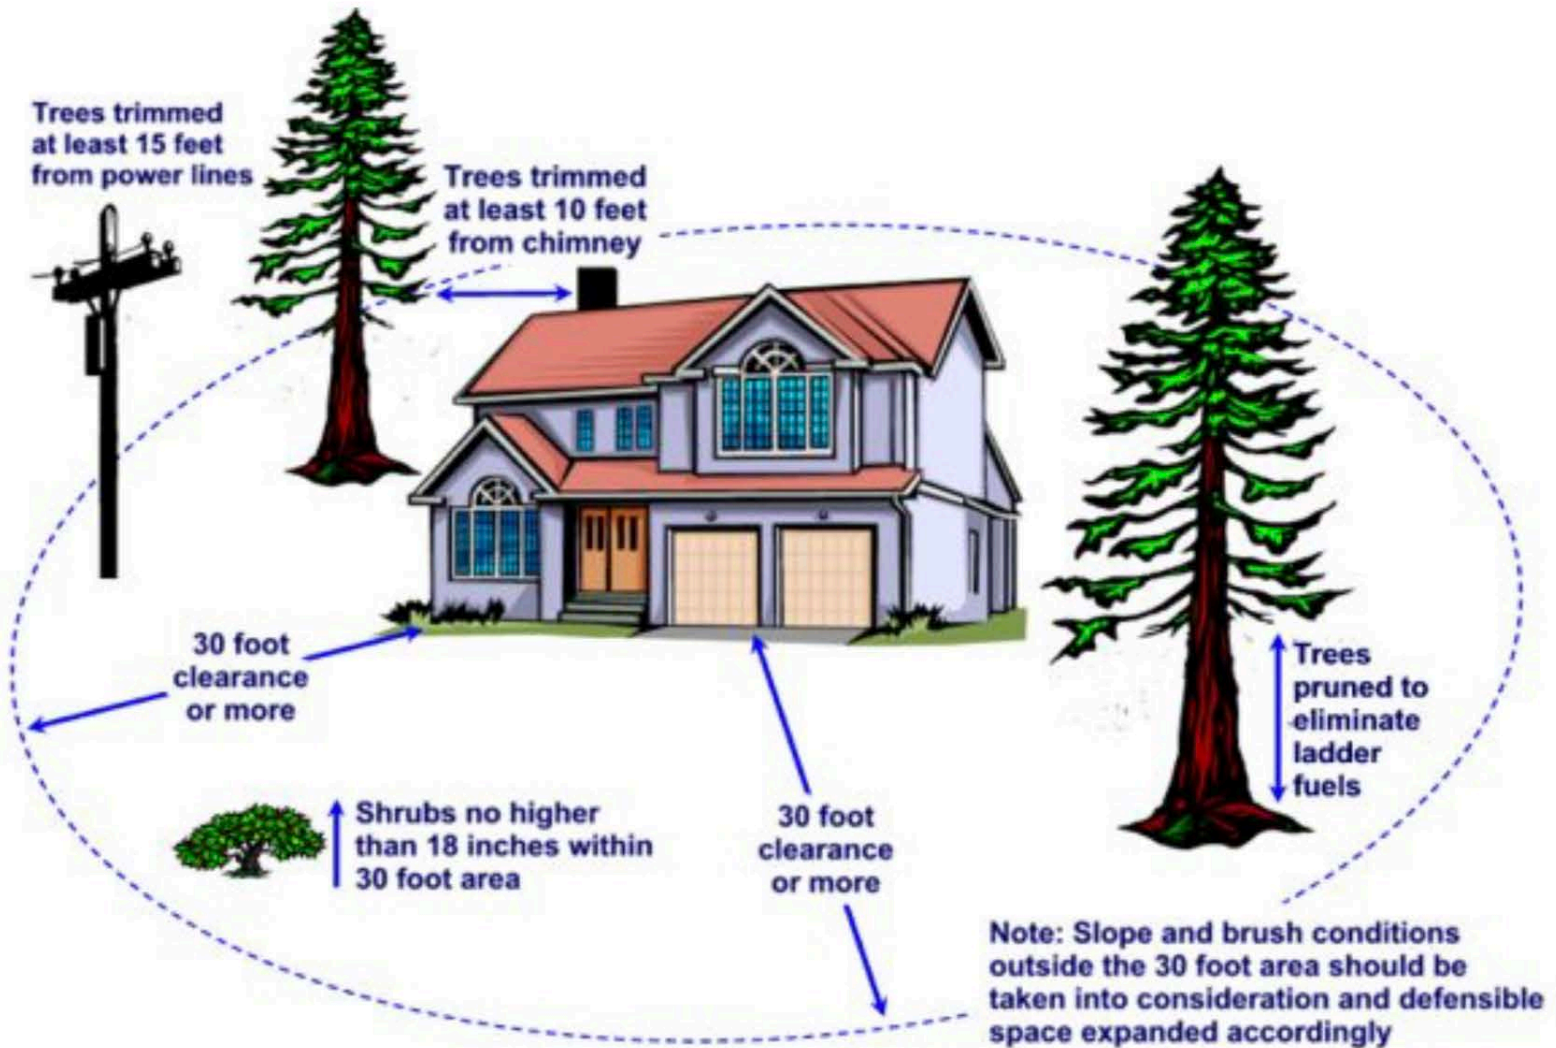 Trees trimmed
at least 15 feet
from power lines
Trees trimmed
at least 10 feet
from chimney
30 foot
clearance
or more
Shrubs no higher
than 18 inches within
30 foot area
30 foot
clearance
or more
Trees
pruned to
eliminate
ladder
fuels
Note: Slope and brush conditions
outside the 30 foot area should be
taken into consideration and defensible
space expanded accordingly